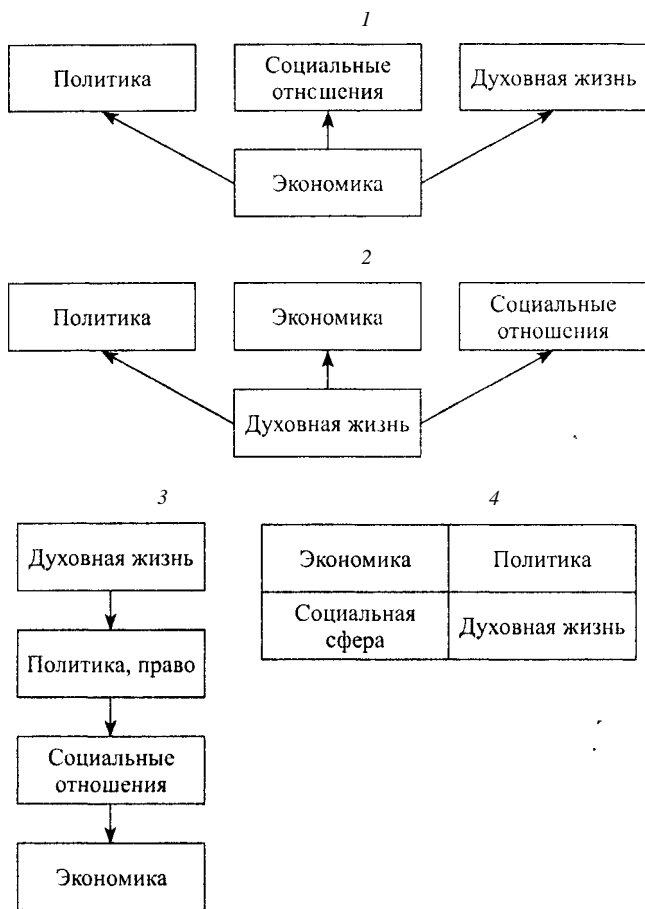 1
Политика
Социальные
отнсшения
Духовная жизнь
Экономика
2
Политика
Экономика
Социальные
отношения
Духовная жизнь
3
Духовная жизнь
Политика, право
Социальные
отношения
Экономика
4
Экономика
Политика
Социальная
сфера
Духовная жизнь